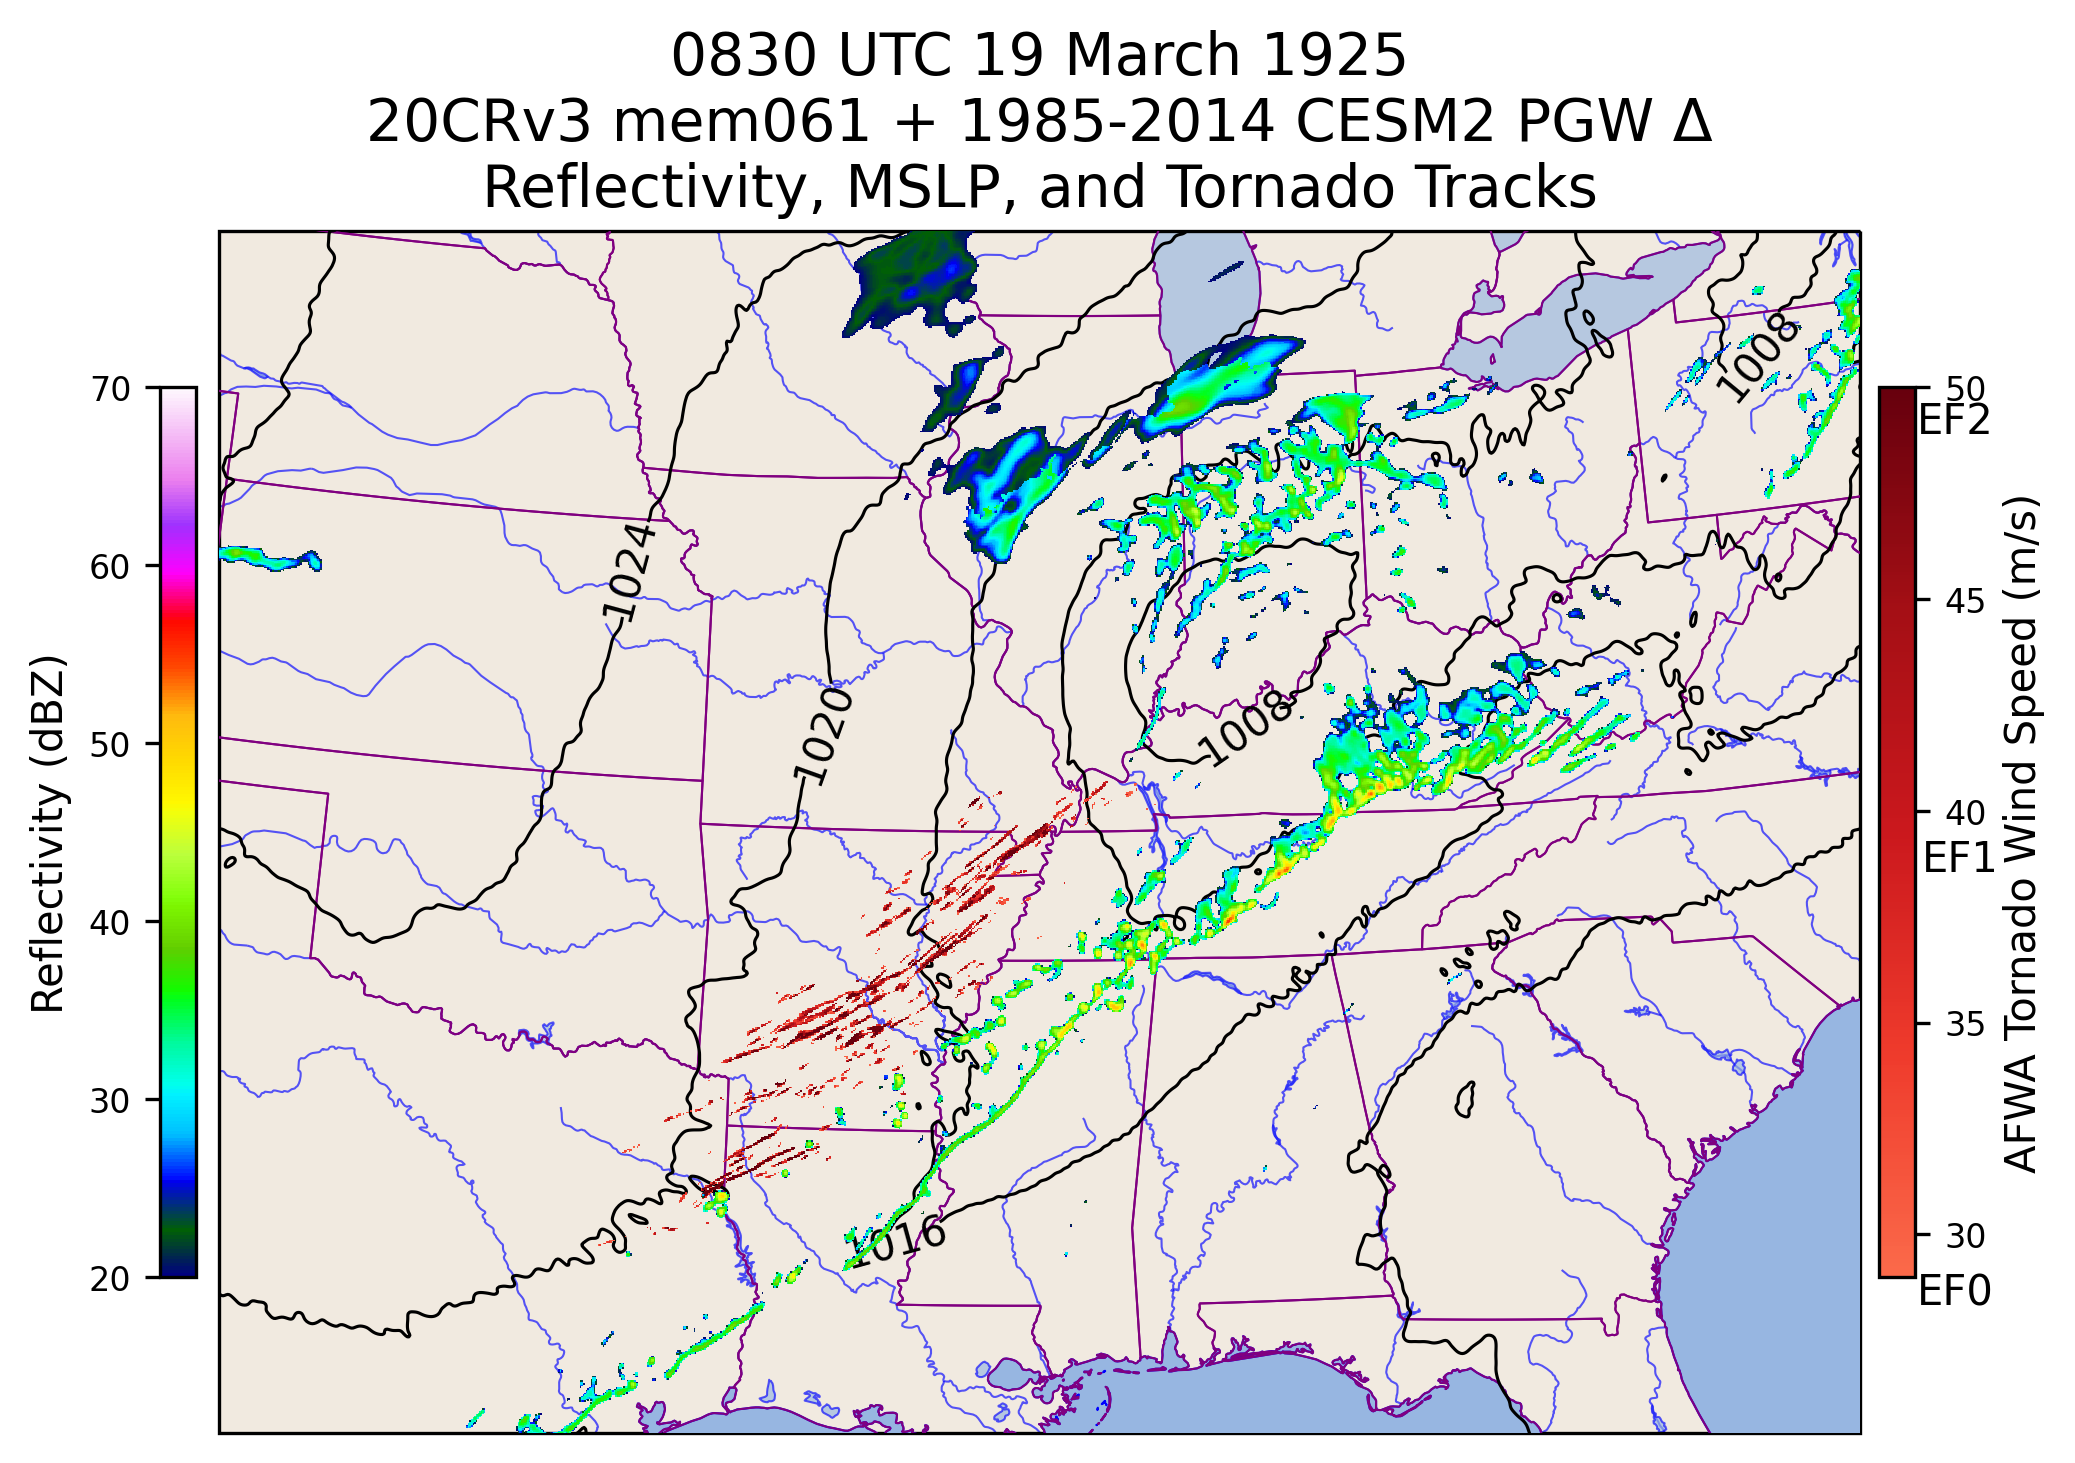 0830 UTC 19 March 1925
20CRv3 mem061 + 1985-2014 CESM2 PGW Δ
Reflectivity, MSLP, and Tornado Tracks
Reflectivity (dBZ)
70
60
50
40
30
20
1024
1020
1008
1008
1016
50
EF2
45
40
EF1
35
30
EF0
AFWA Tornado Wind Speed (m/s)